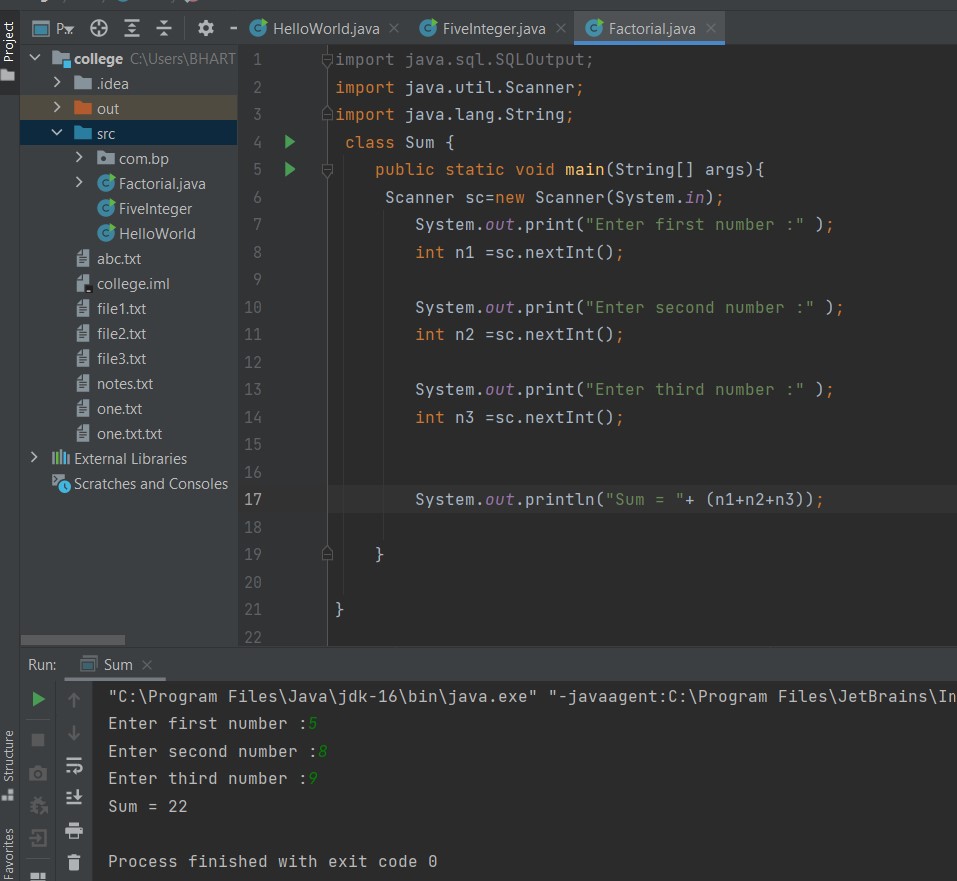 Project
P
HelloWorld.java
FiveInteger.java
Factorial.java
college C:\Users\BHART
.idea
out
src
com.bp
Factorial.java
FiveInteger
HelloWorld
abc.txt
college.iml
file1.txt
file2.txt
file3.txt
notes.txt
one.txt
one.txt.txt
External Libraries
Scratches and Consoles
1 import java.sql.SQLOutput;
2 import java.util.Scanner;
3 import java.lang.String;
4 class Sum {
5 public static void main(String[] args){
6 Scanner sc=new Scanner(System.in);
7 System.out.print("Enter first number :" );
8 int n1 =sc.nextInt();
9
10 System.out.print("Enter second number :" );
11 int n2 =sc.nextInt();
12
13 System.out.print("Enter third number :" );
14 int n3 =sc.nextInt();
15
16
17 System.out.println("Sum = "+ (n1+n2+n3));
18
19 }
20
21 }
22
Run: Sum
"C:\Program Files\Java\jdk-16\bin\java.exe" "-javaagent:C:\Program Files\JetBrains\In
Enter first number :5
Enter second number :8
Enter third number :9
Sum = 22
Process finished with exit code 0
Structure
Favorites